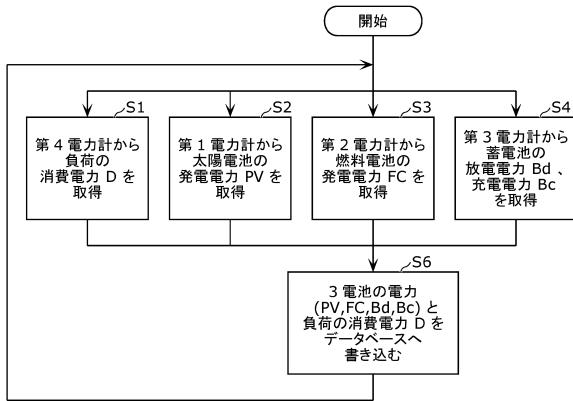 開始
S1
第4電力計から
負荷の
消費電力 D を
取得
S2
第1電力計から
太陽電池の
発電電力 PV を
取得
S3
第2電力計から
燃料電池の
発電電力 FC を
取得
S4
第3電力計から
蓄電池の
放電電力 Bd 、
充電電力 Bc
を取得
S6
3電池の電力
(PV,FC,Bd,Bc) と
負荷の消費電力 D を
データベースへ
書き込む